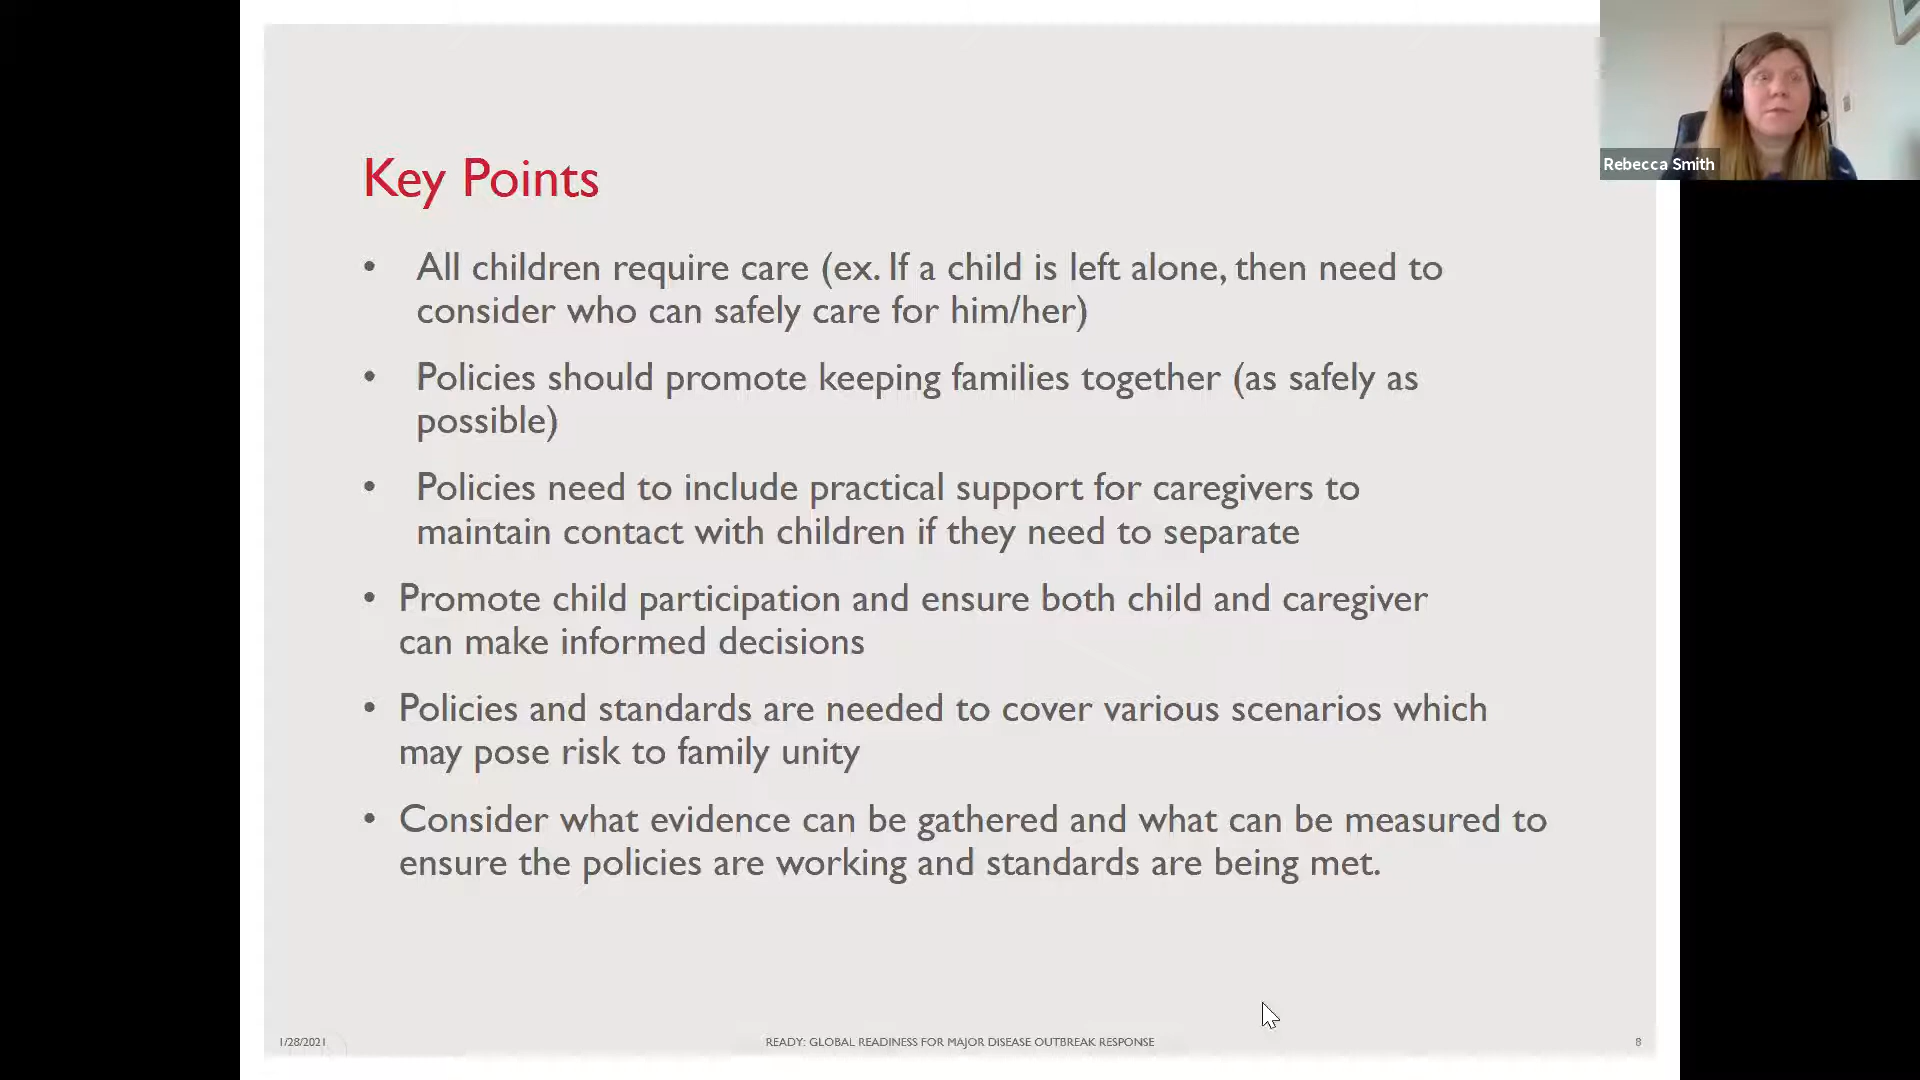 Rebecca Smith
Key Points
• All children require care (ex. If a child is left alone, then need to
consider who can safely care for him/her)
• Policies should promote keeping families together (as safely as
possible)
• Policies need to include practical support for caregivers to
maintain contact with children if they need to separate
• Promote child participation and ensure both child and caregiver
can make informed decisions
• Policies and standards are needed to cover various scenarios which
may pose risk to family unity
• Consider what evidence can be gathered and what can be measured to
ensure the policies are working and standards are being met.
1/28/2021
READY: GLOBAL READINESS FOR MAJOR DISEASE OUTBREAK RESPONSE
8